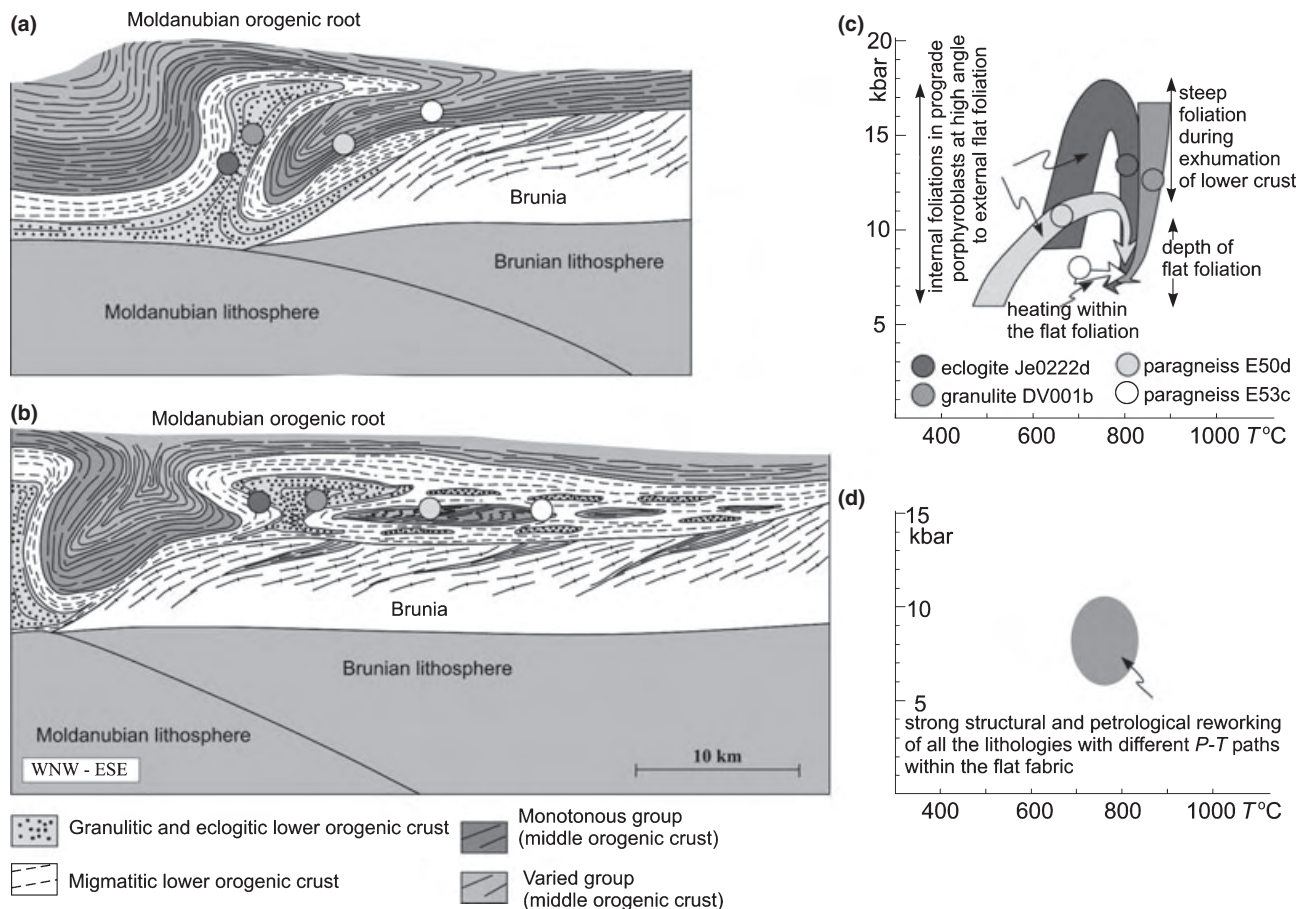 (a)
Moldanubian orogenic root
Brunia
Brunian lithosphere
Moldanubian lithosphere
(b)
Moldanubian orogenic root
Brunia
Brunian lithosphere
Moldanubian lithosphere
WNW - ESE
10 km
Granulitic and eclogitic lower orogenic crust
Migmatitic lower orogenic crust
Monotonous group
(middle orogenic crust)
Varied group
(middle orogenic crust)
(c)
20
kbar
15
10
5
internal foliations in prograde
porphyroblasts at high angle
to external flat foliation
steep
foliation
during
exhumation
of lower crust
depth of
flat foliation
heating within
the flat foliation
eclogite Je0222d
granulite DV001b
paragneiss E50d
paragneiss E53c
400 600 800 1000 T°C
(d)
15
kbar
10
5
strong structural and petrological reworking
of all the lithologies with different P-T paths
within the flat fabric
400 600 800 1000 T°C